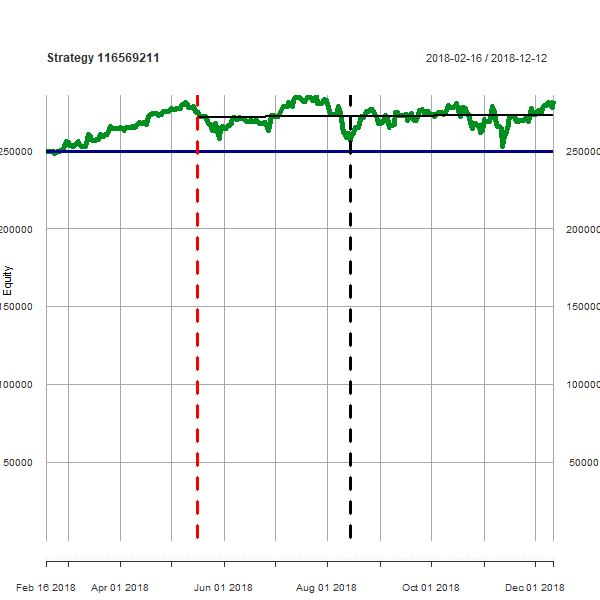 Strategy 116569211
2018-02-16 / 2018-12-12
Equity
250000
200000
150000
100000
50000
250000
200000
150000
100000
50000
Feb 16 2018
Apr 01 2018
Jun 01 2018
Aug 01 2018
Oct 01 2018
Dec 01 2018